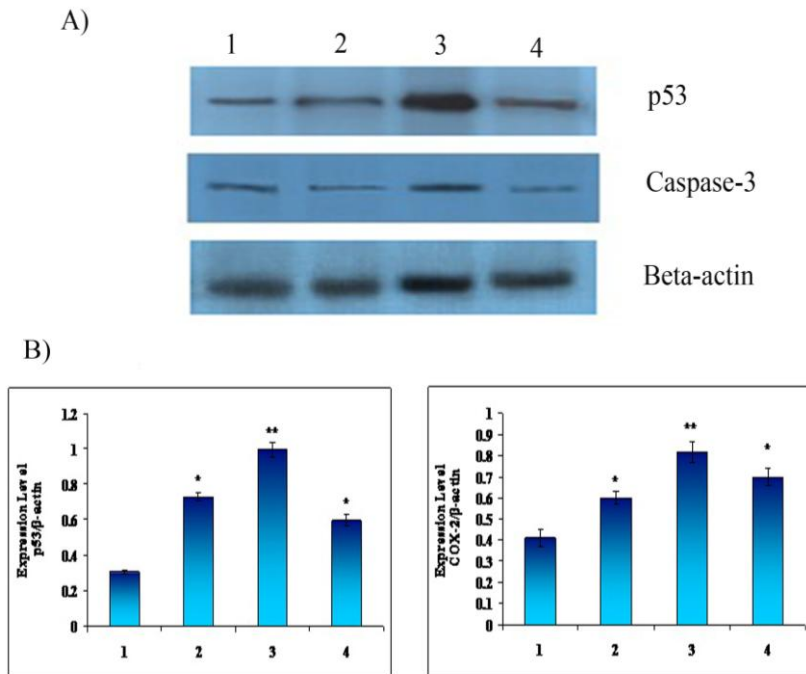 A)
1 2 3 4
p53
Caspase-3
Beta-actin
B)
Expression Level
p53/β-actin
1.2
1
0.8
0.6
0.4
0.2
0
* ** *
1 2 3 4
Expression Level
COX-2/β-actin
1
0.9
0.8
0.7
0.6
0.5
0.4
0.3
0.2
0.1
0
* ** *
1 2 3 4